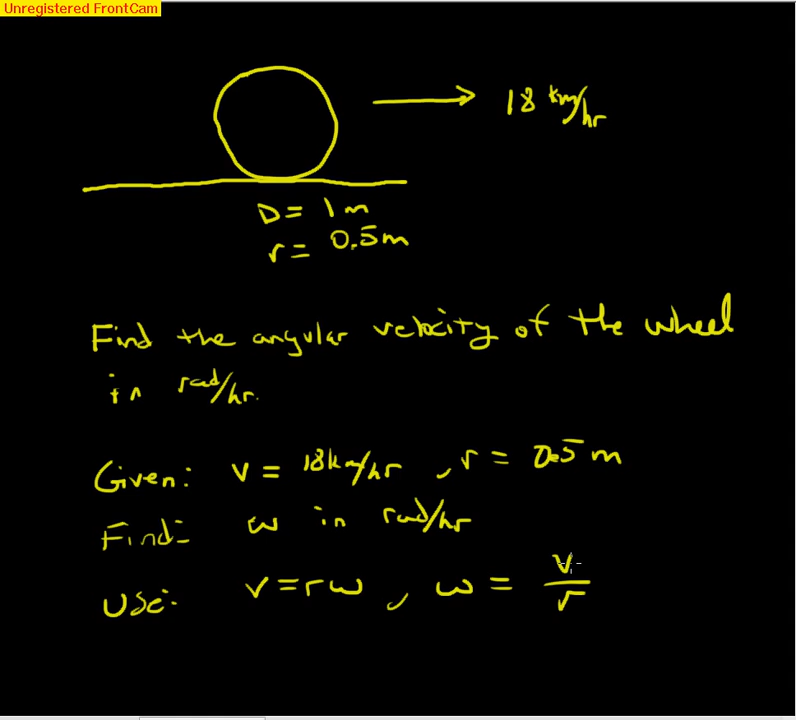 Unregistered FrontCam
18 km/hr
D = 1 m
r = 0.5 m
Find the angular velocity of the wheel
in rad/hr.
Given: v = 18 km/hr , r = 0.5 m
Find: ω in rad/hr
Use: v = rω , ω = v/r